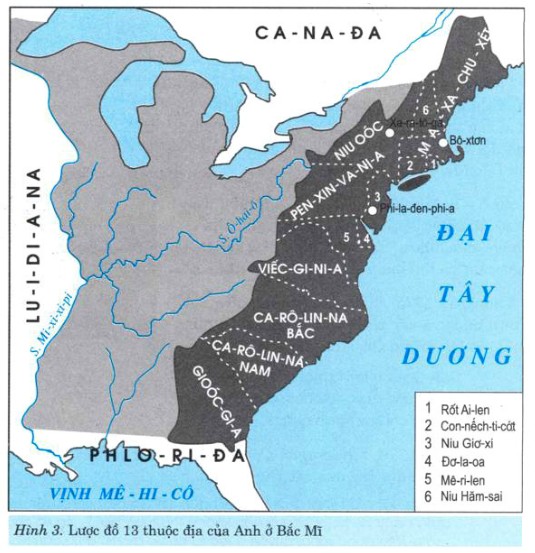 CA-NA-ĐA
LU-I-DI-A-NA
MA-XA-CHU-XÉT
6
Xa-ra-tô-ga
NIU OÓC
Bô-xtơn
1
2
PEN-XIN-VA-NI-A
3
Phi-la-đen-phi-a
S. Ô-hai-ô
5
4
ĐẠI
TÂY
DƯƠNG
VIẾC-GI-NI-A
CA-RÔ-LIN-NA
BẮC
CA-RÔ-LIN-NA
NAM
S. Mi-xi-xi-pi
GIOÓC-GI-A
PHLO-RI-ĐA
VỊNH MÊ-HI-CÔ
1 Rốt Ai-len
2 Con-nếch-ti-cớt
3 Niu Giơ-xi
4 Đơ-la-oa
5 Mê-ri-len
6 Niu Hăm-sai
Hình 3. Lược đồ 13 thuộc địa của Anh ở Bắc Mĩ